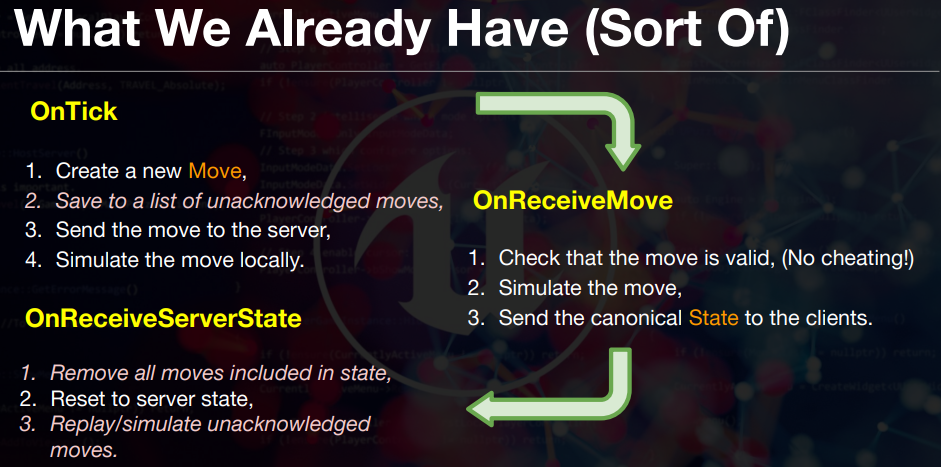 What We Already Have (Sort Of)
OnTick
1. Create a new Move,
2. Save to a list of unacknowledged moves,
3. Send the move to the server,
4. Simulate the move locally.
OnReceiveMove
1. Check that the move is valid, (No cheating!)
2. Simulate the move,
3. Send the canonical State to the clients.
OnReceiveServerState
1. Remove all moves included in state,
2. Reset to server state,
3. Replay/simulate unacknowledged
moves.